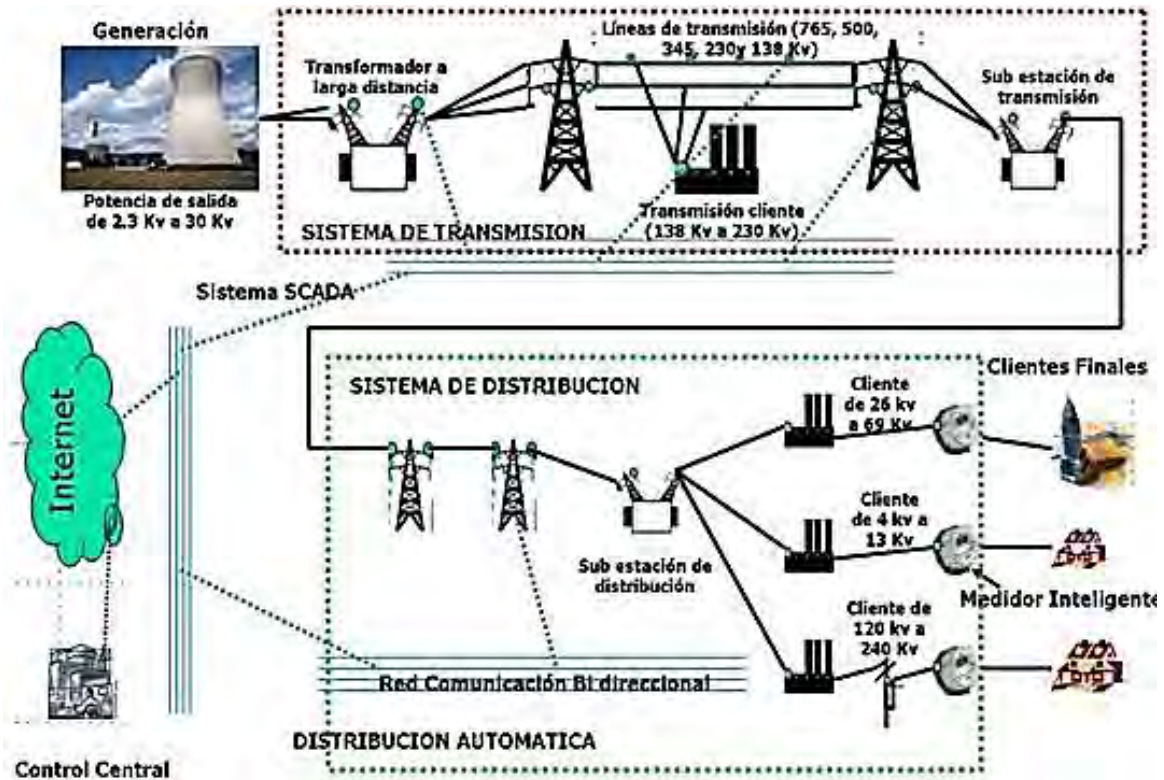 Generación
Potencia de salida
de 2.3 Kv a 30 Kv
Transformador a
larga distancia
Líneas de transmisión (765, 500,
345, 230y 138 Kv)
Sub estación de
transmisión
Transmisión cliente
(138 Kv a 230 Kv)
SISTEMA DE TRANSMISION
Sistema SCADA
Internet
Control Central
SISTEMA DE DISTRIBUCION
Sub estación de
distribución
Cliente
de 26 kv
a 69 Kv
Cliente
de 4 kv a
13 Kv
Cliente de
120 kv a
240 Kv
Clientes Finales
Medidor Inteligente
Red Comunicación Bi direccional
DISTRIBUCION AUTOMATICA